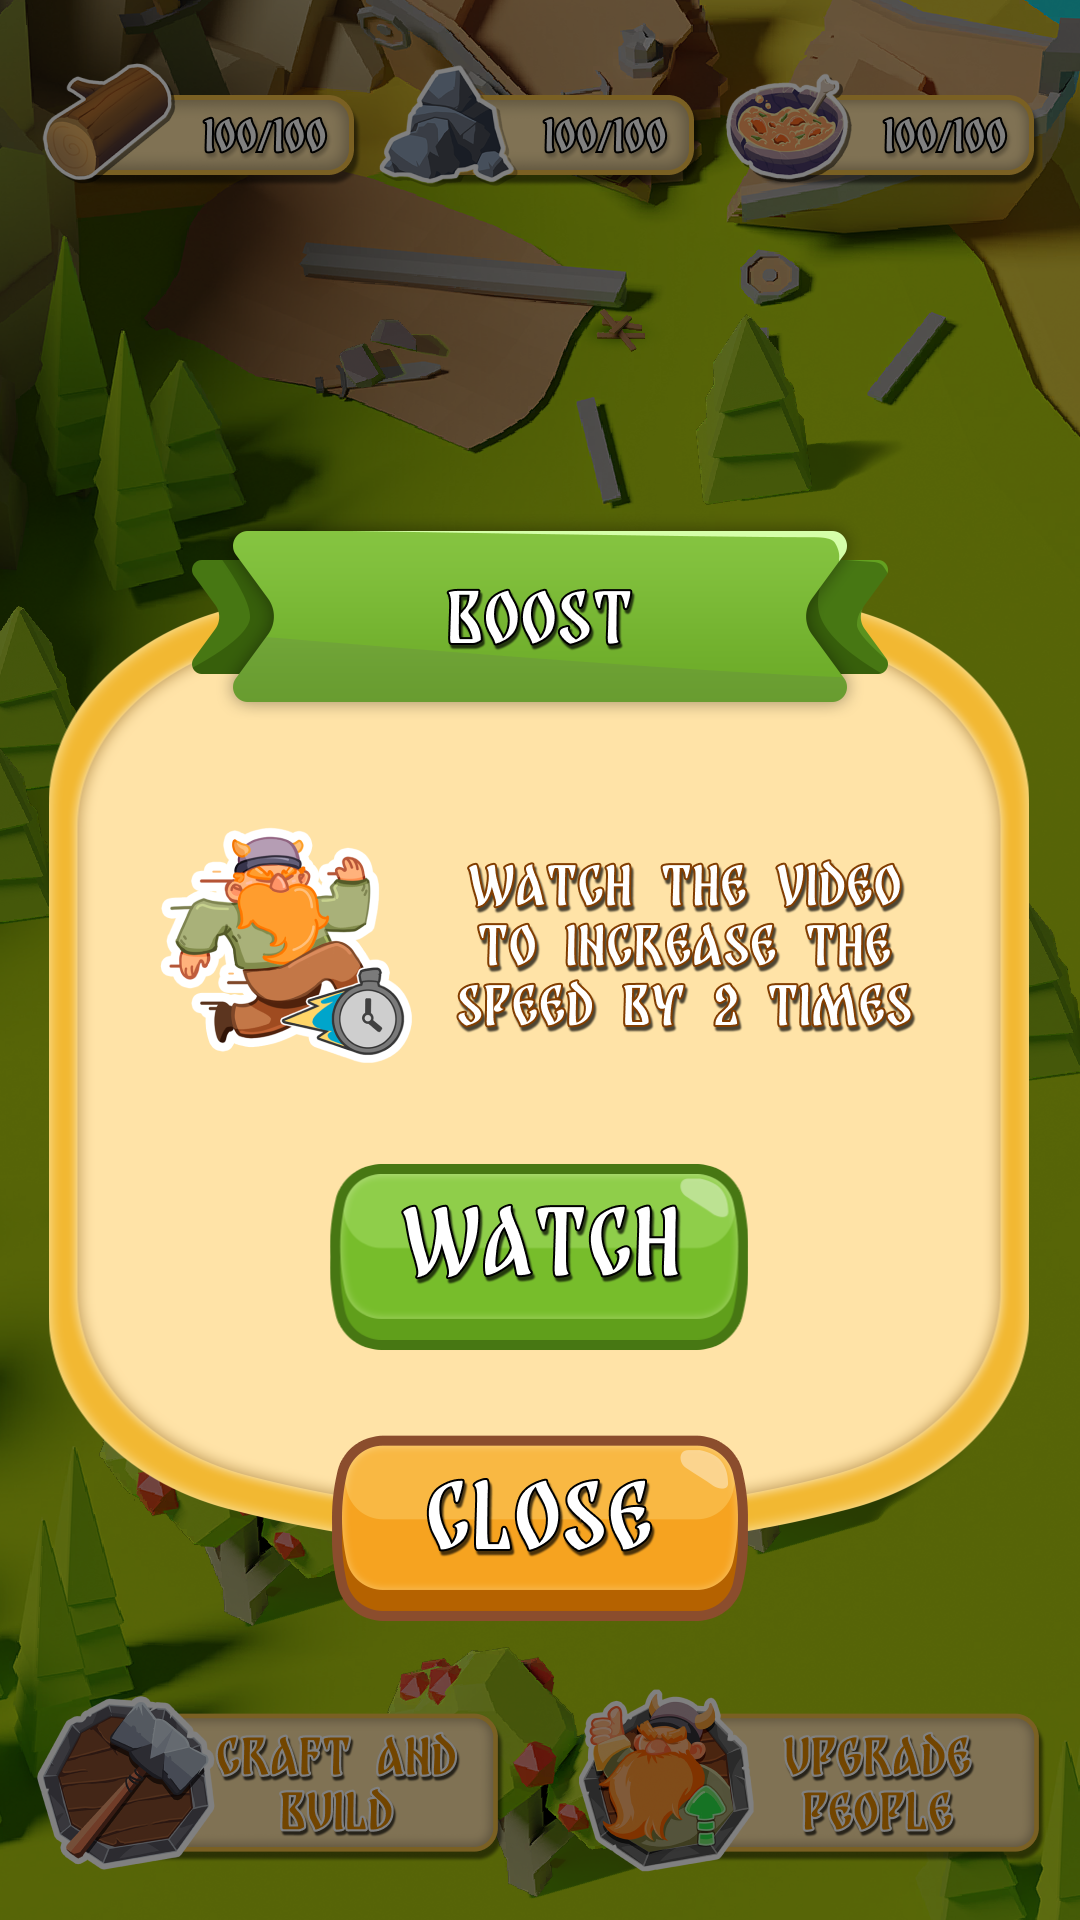 100/100 100/100 100/100
BOOST
WATCH THE VIDEO
TO INCREASE THE
SPEED BY 2 TIMES
WATCH
CLOSE
CRAFT AND
BUILD
UPGRADE
PEOPLE